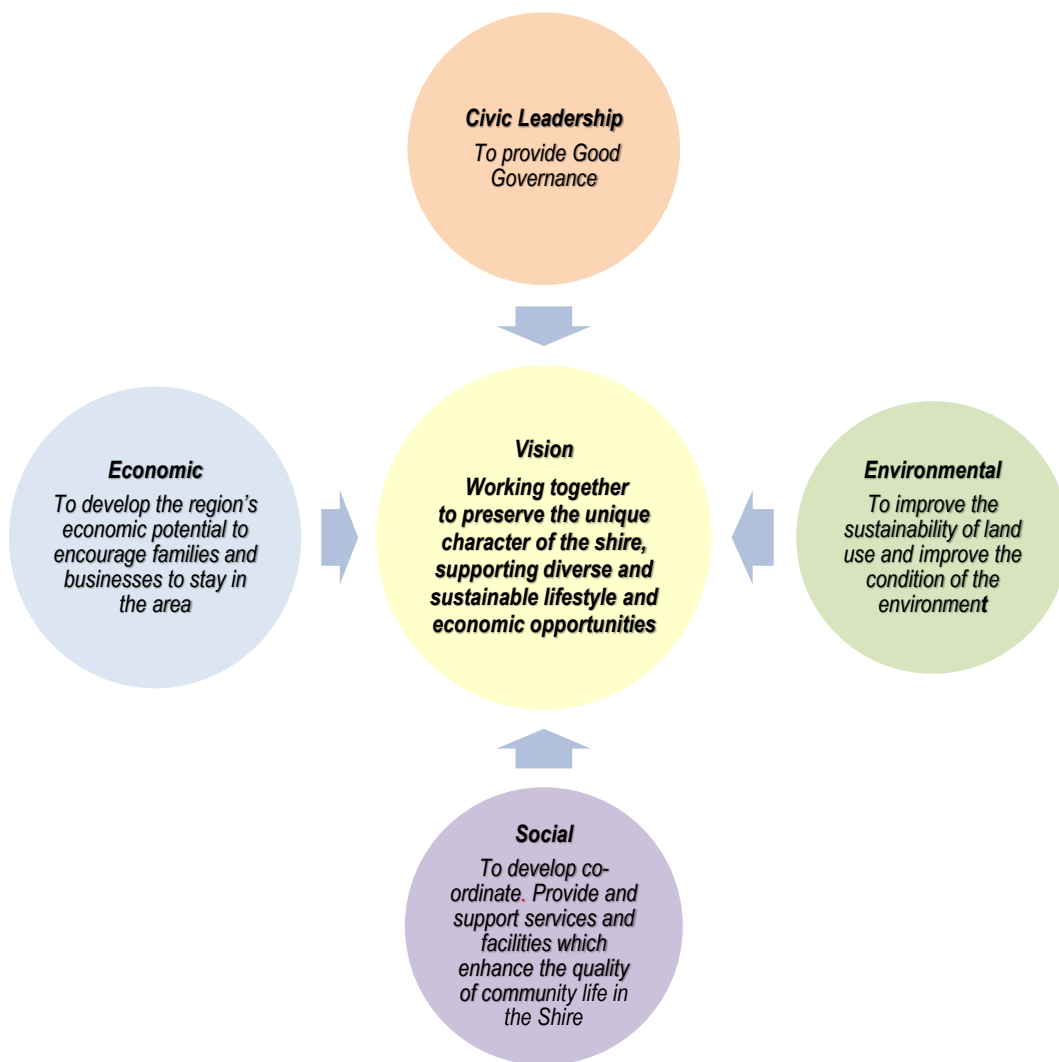 Civic Leadership
To provide Good
Governance
Economic
To develop the region’s
economic potential to
encourage families and
businesses to stay in
the area
Vision
Working together
to preserve the unique
character of the shire,
supporting diverse and
sustainable lifestyle and
economic opportunities
Environmental
To improve the
sustainability of land
use and improve the
condition of the
environment
Social
To develop co-
ordinate. Provide and
support services and
facilities which
enhance the quality
of community life in
the Shire